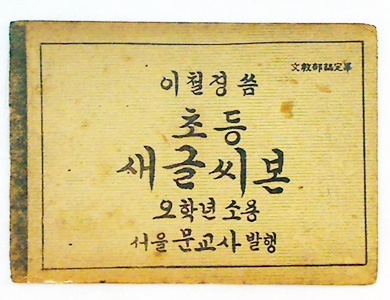 文敎部認定畢
이철경 씀
초등
새글씨본
오학년 소용
서울 문교사 발행